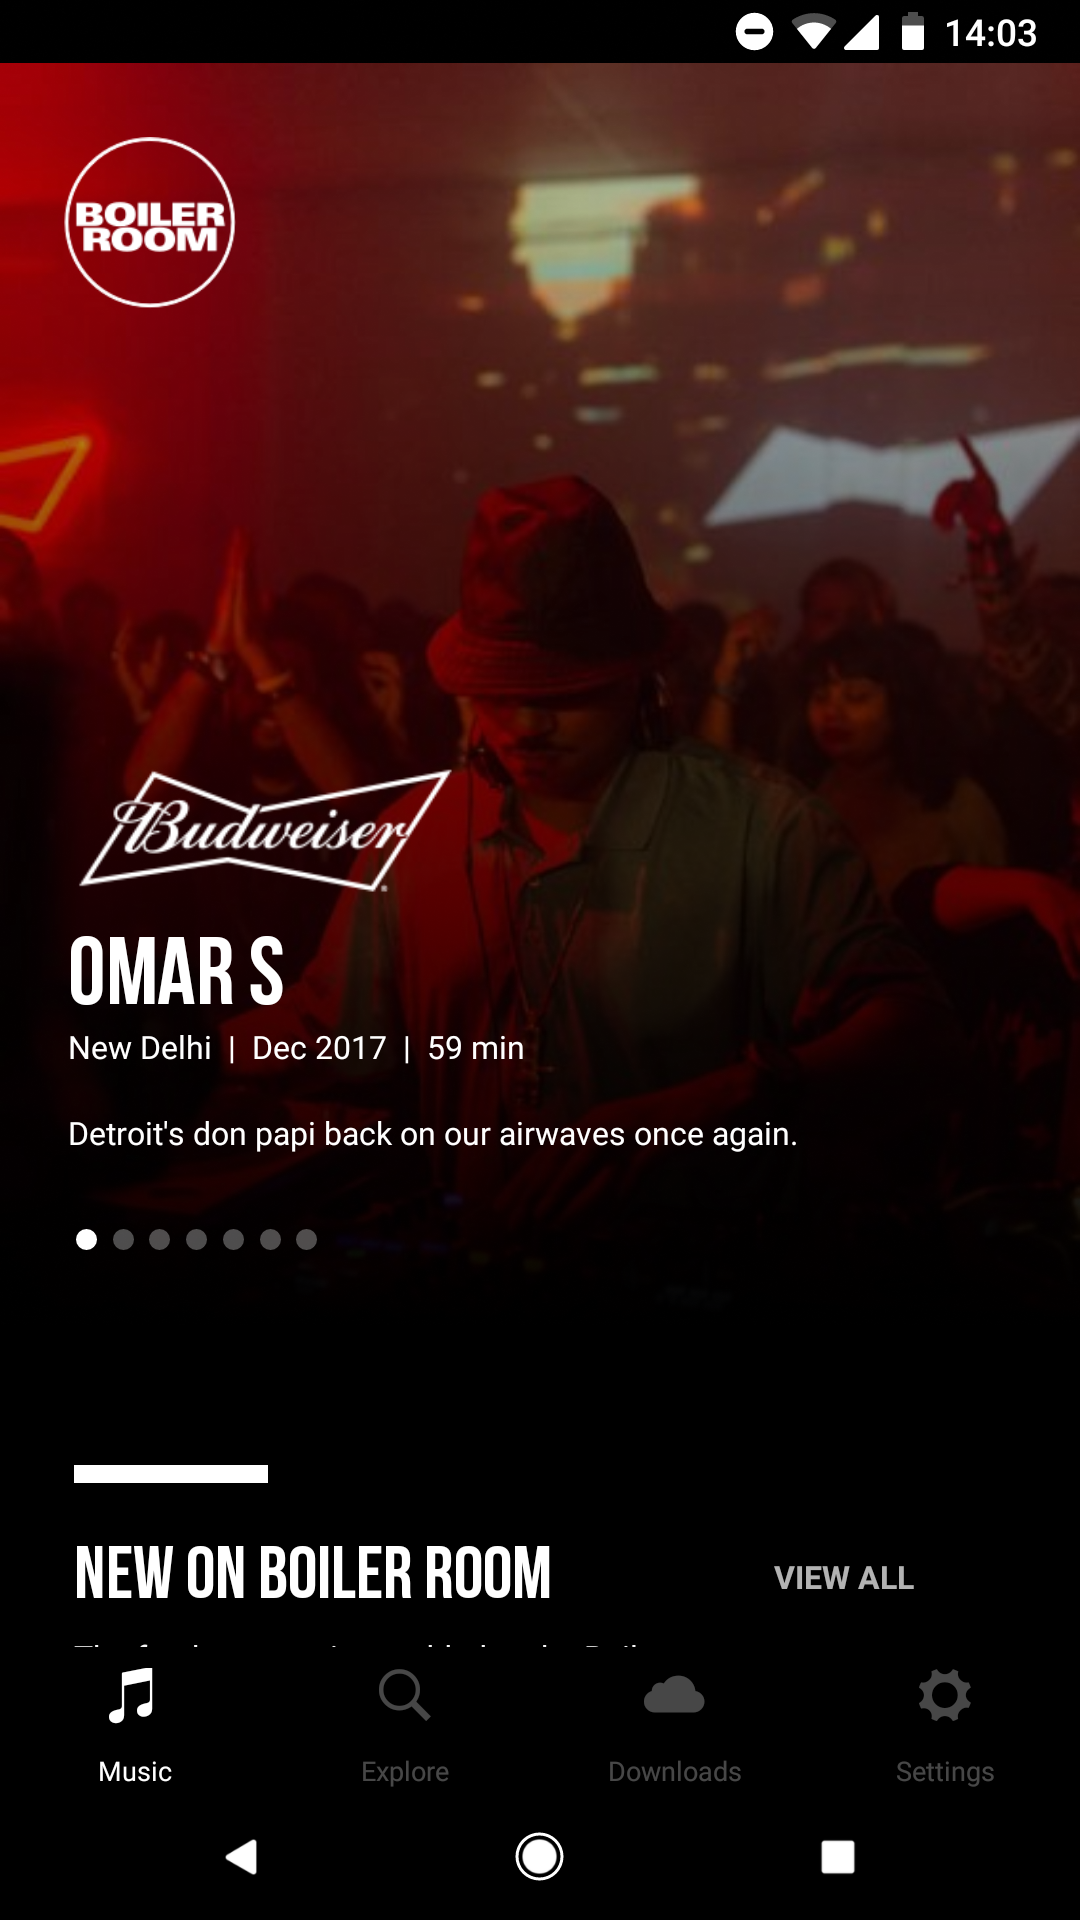 14:03
BOILER
ROOM
Budweiser
OMAR S
New Delhi | Dec 2017 | 59 min
Detroit's don papi back on our airwaves once again.
NEW ON BOILER ROOM
VIEW ALL
Music
Explore
Downloads
Settings